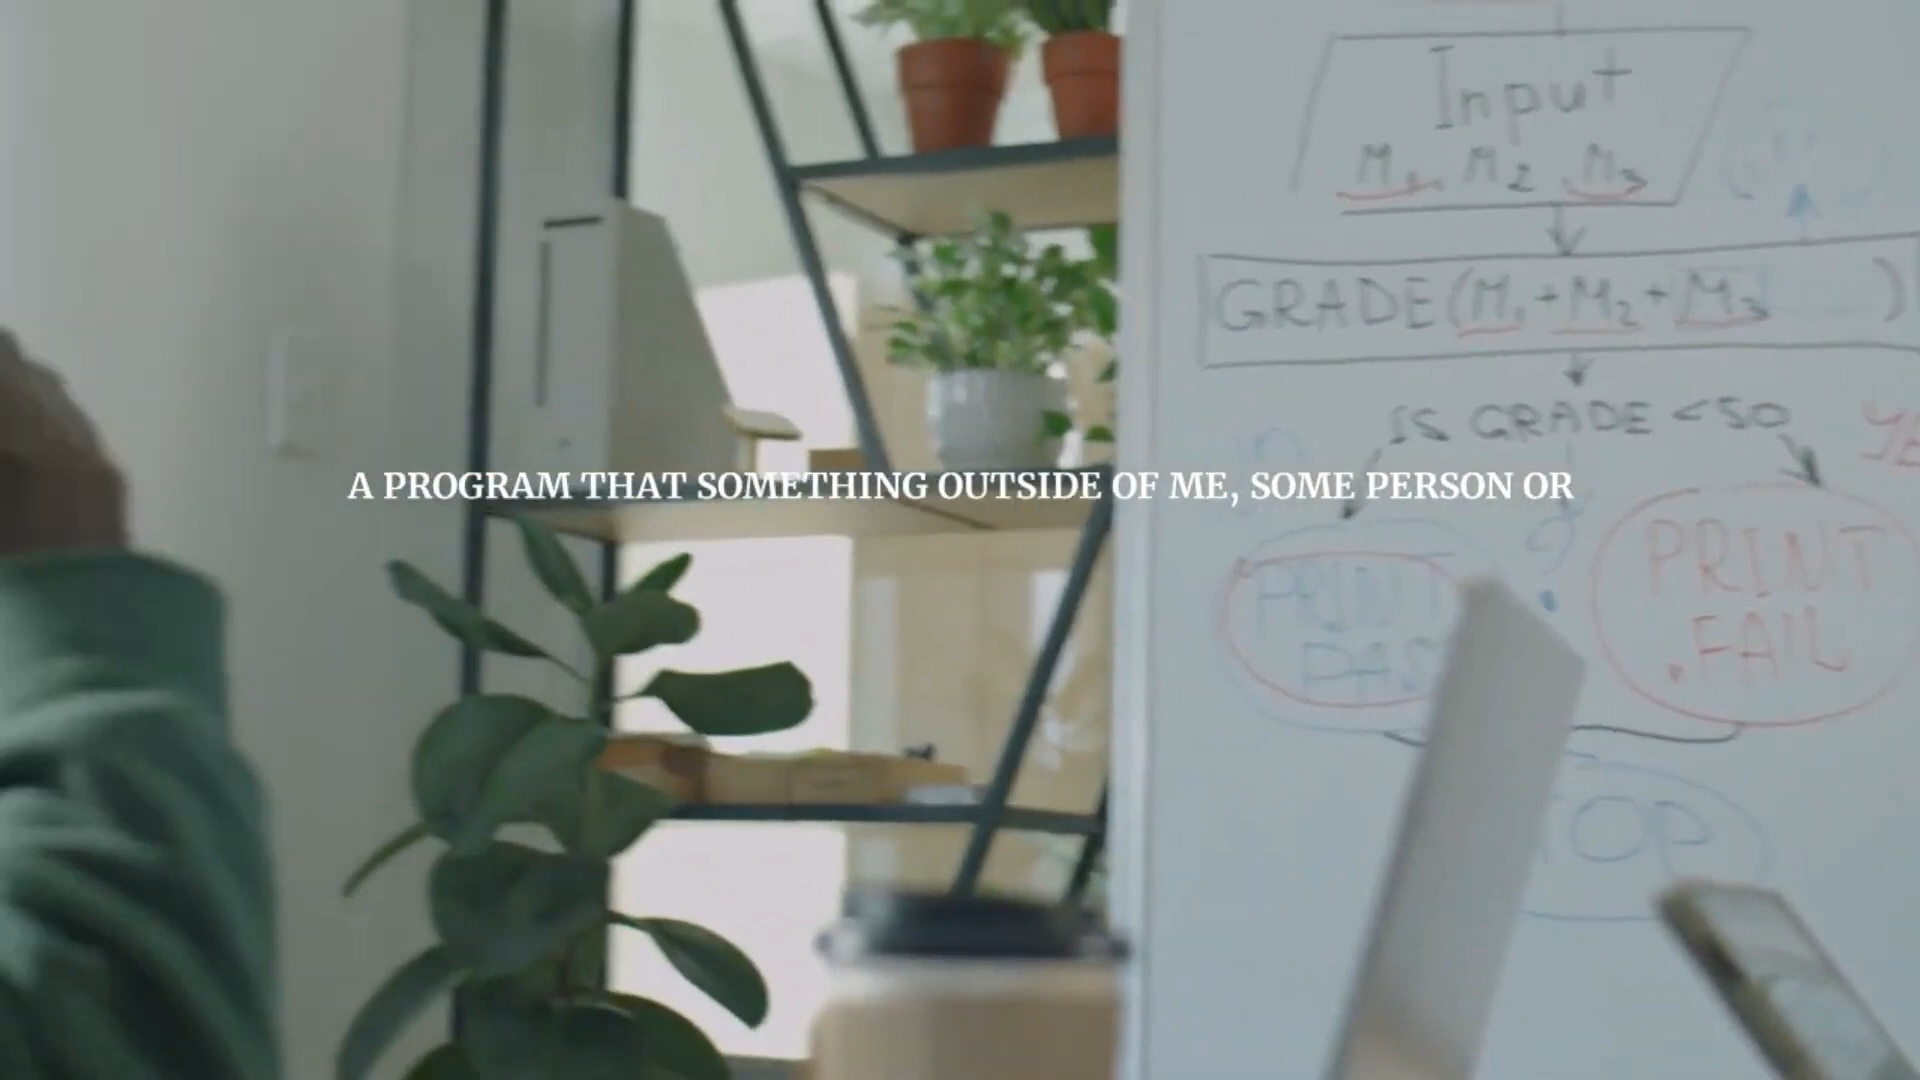 Input
M1, M2, M3
GRADE(M1+M2+M3 )
IS GRADE <50
A PROGRAM THAT SOMETHING OUTSIDE OF ME, SOME PERSON OR
PRINT
.FAIL
PRINT